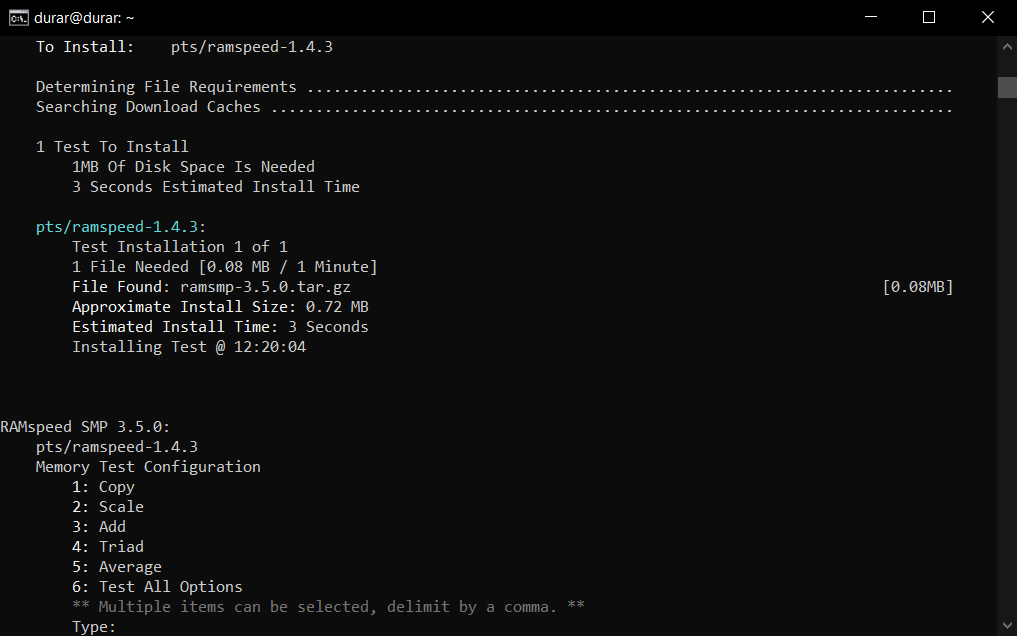 durar@durar: ~
To Install:    pts/ramspeed-1.4.3
Determining File Requirements ........................................................................
Searching Download Caches ............................................................................
1 Test To Install
1MB Of Disk Space Is Needed
3 Seconds Estimated Install Time
pts/ramspeed-1.4.3:
Test Installation 1 of 1
1 File Needed [0.08 MB / 1 Minute]
File Found: ramsmp-3.5.0.tar.gz [0.08MB]
Approximate Install Size: 0.72 MB
Estimated Install Time: 3 Seconds
Installing Test @ 12:20:04
RAMspeed SMP 3.5.0:
pts/ramspeed-1.4.3
Memory Test Configuration
1: Copy
2: Scale
3: Add
4: Triad
5: Average
6: Test All Options
** Multiple items can be selected, delimit by a comma. **
Type: